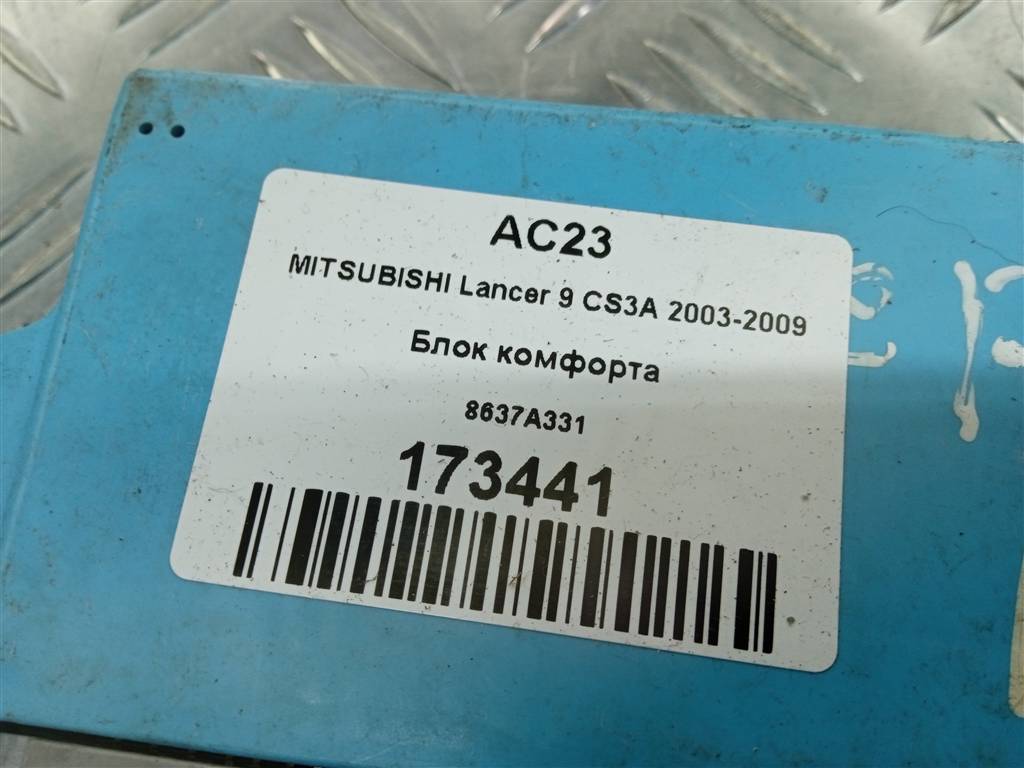 AC23
MITSUBISHI Lancer 9 CS3A 2003-2009
Блок комфорта
8637A331
173441